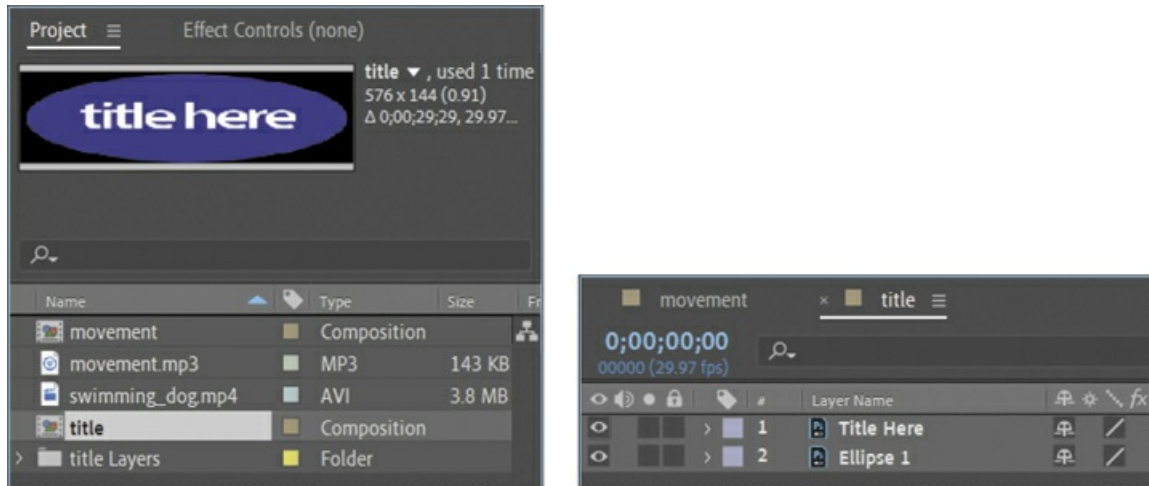 Project Effect Controls (none)
title here
title ▼ , used 1 time
576 x 144 (0.91)
Δ 0;00;29;29, 29.97...
Name Type Size Fr
movement Composition
movement.mp3 MP3 143 KB
swimming_dog.mp4 AVI 3.8 MB
title Composition
title Layers Folder
movement × title
0;00;00;00
00000 (29.97 fps)
# Layer Name fx
1 Title Here
2 Ellipse 1